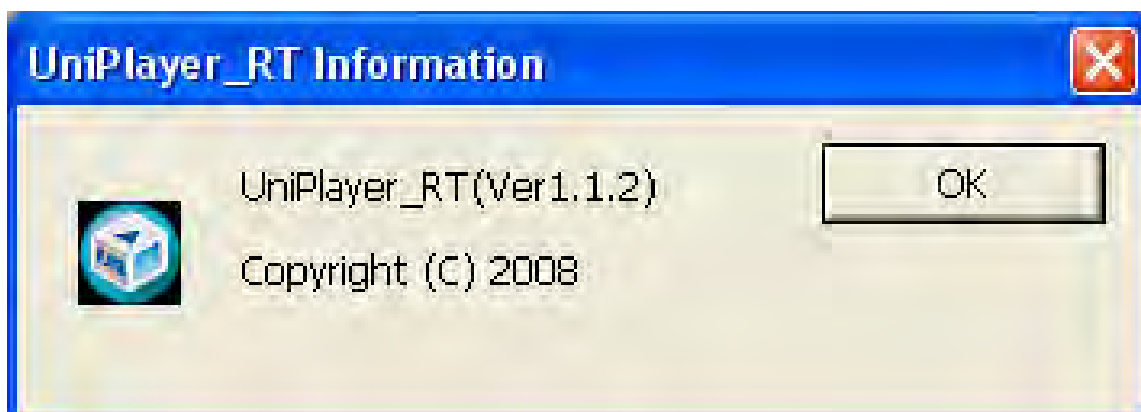 UniPlayer_RT Information
UniPlayer_RT(Ver1.1.2)
OK
Copyright (C) 2008